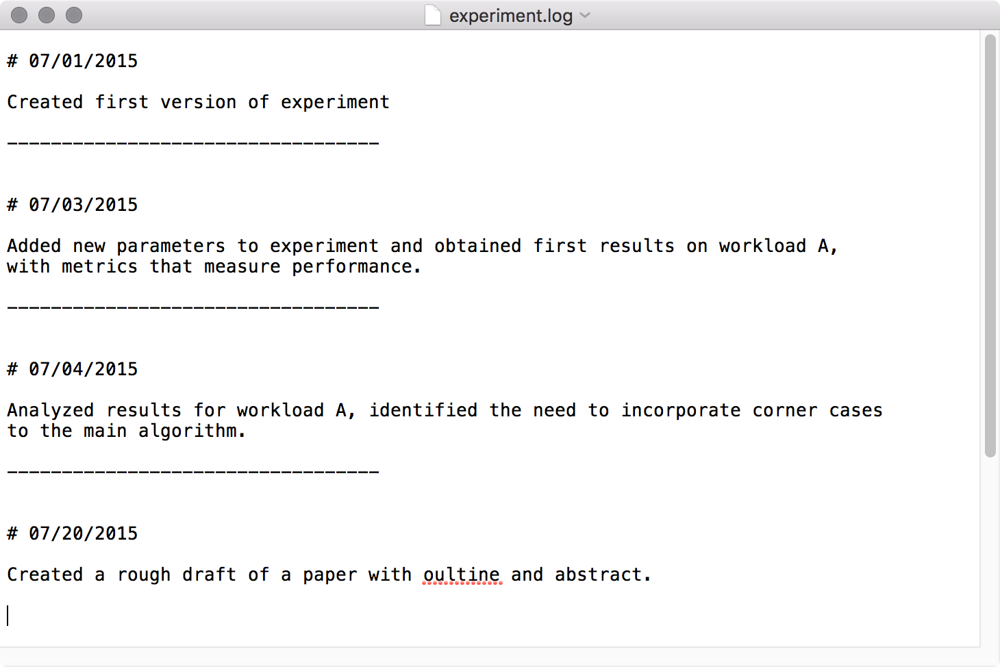 experiment.log
# 07/01/2015
Created first version of experiment
----------------------------------
# 07/03/2015
Added new parameters to experiment and obtained first results on workload A,
with metrics that measure performance.
----------------------------------
# 07/04/2015
Analyzed results for workload A, identified the need to incorporate corner cases
to the main algorithm.
----------------------------------
# 07/20/2015
Created a rough draft of a paper with oultine and abstract.